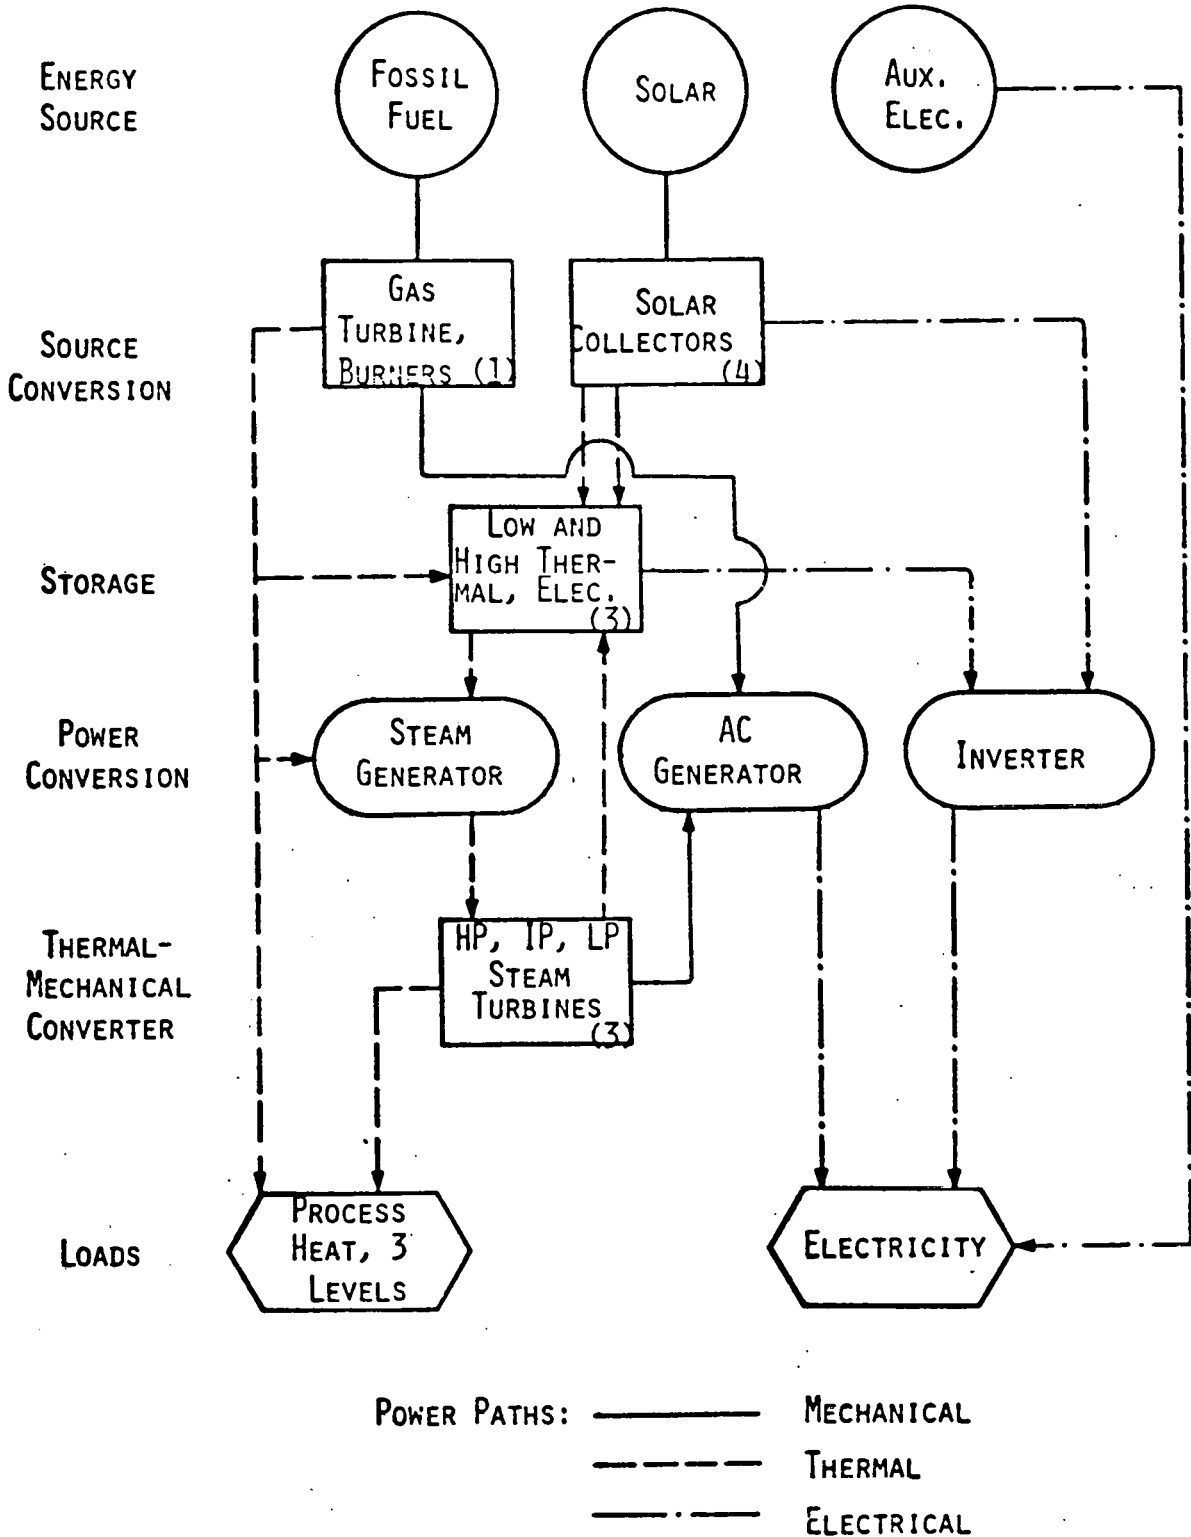 ENERGY
SOURCE
FOSSIL
FUEL
SOLAR
AUX.
ELEC.
SOURCE
CONVERSION
GAS
TURBINE,
BURNERS (1)
SOLAR
COLLECTORS
(4)
STORAGE
LOW AND
HIGH THER-
MAL, ELEC.
(3)
POWER
CONVERSION
STEAM
GENERATOR
AC
GENERATOR
INVERTER
THERMAL-
MECHANICAL
CONVERTER
HP, IP, LP
STEAM
TURBINES
(3)
LOADS
PROCESS
HEAT, 3
LEVELS
ELECTRICITY
POWER PATHS: MECHANICAL
THERMAL
ELECTRICAL